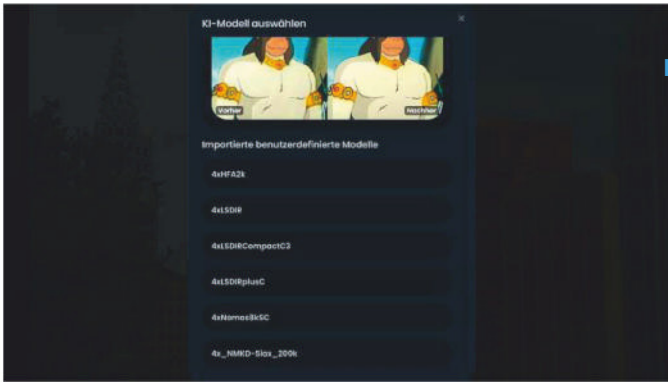 KI-Modell auswählen
Vorher
Nachher
Importierte benutzerdefinierte Modelle
4xHFA2k
4xLSDIR
4xLSDIRCompactC3
4xLSDIRplusC
4xNomos8kSC
4x_NMKD-Siax_200k